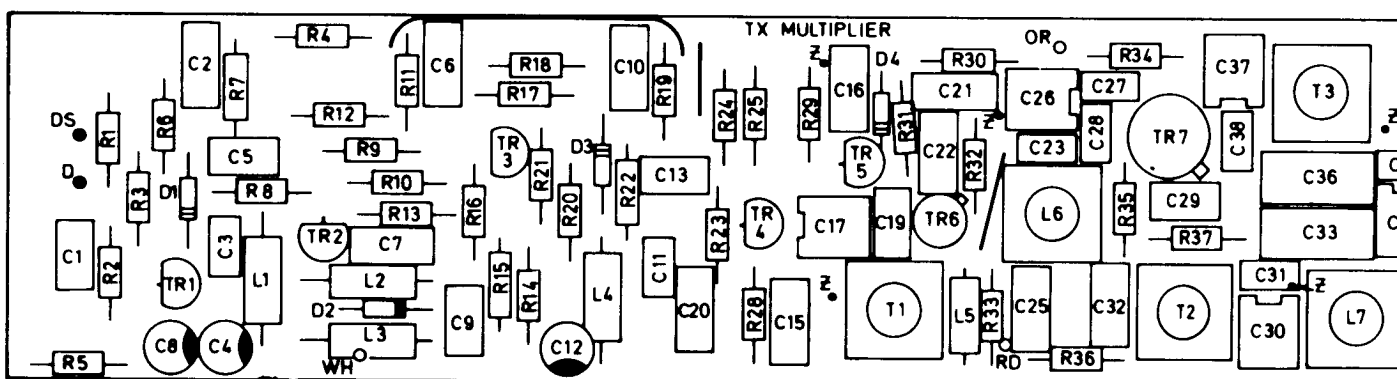 TX MULTIPLIER
R4
OR
R34
C2
R7
R11
C6
R18
C10
R19
Z
C16
D4
R30
C27
C37
T3
R17
R24
R25
R29
C21
C26
DS
R1
R6
R12
R31
Z
C28
TR7
C38
Z
R9
TR3
D3
TR5
C22
R32
C23
C5
R21
C36
C
D
R3
D1
R8
R10
R16
R20
R22
C13
R35
C29
R13
R23
TR4
C17
C19
TR6
L6
C1
R2
C3
L1
TR2
C7
C11
R37
C33
C
TR1
L2
R15
R14
L4
C20
R28
Z
C31
Z
D2
C9
C15
T1
L5
R33
C25
C32
T2
C30
L7
C8
C4
L3
C12
R5
WH
RD
R36